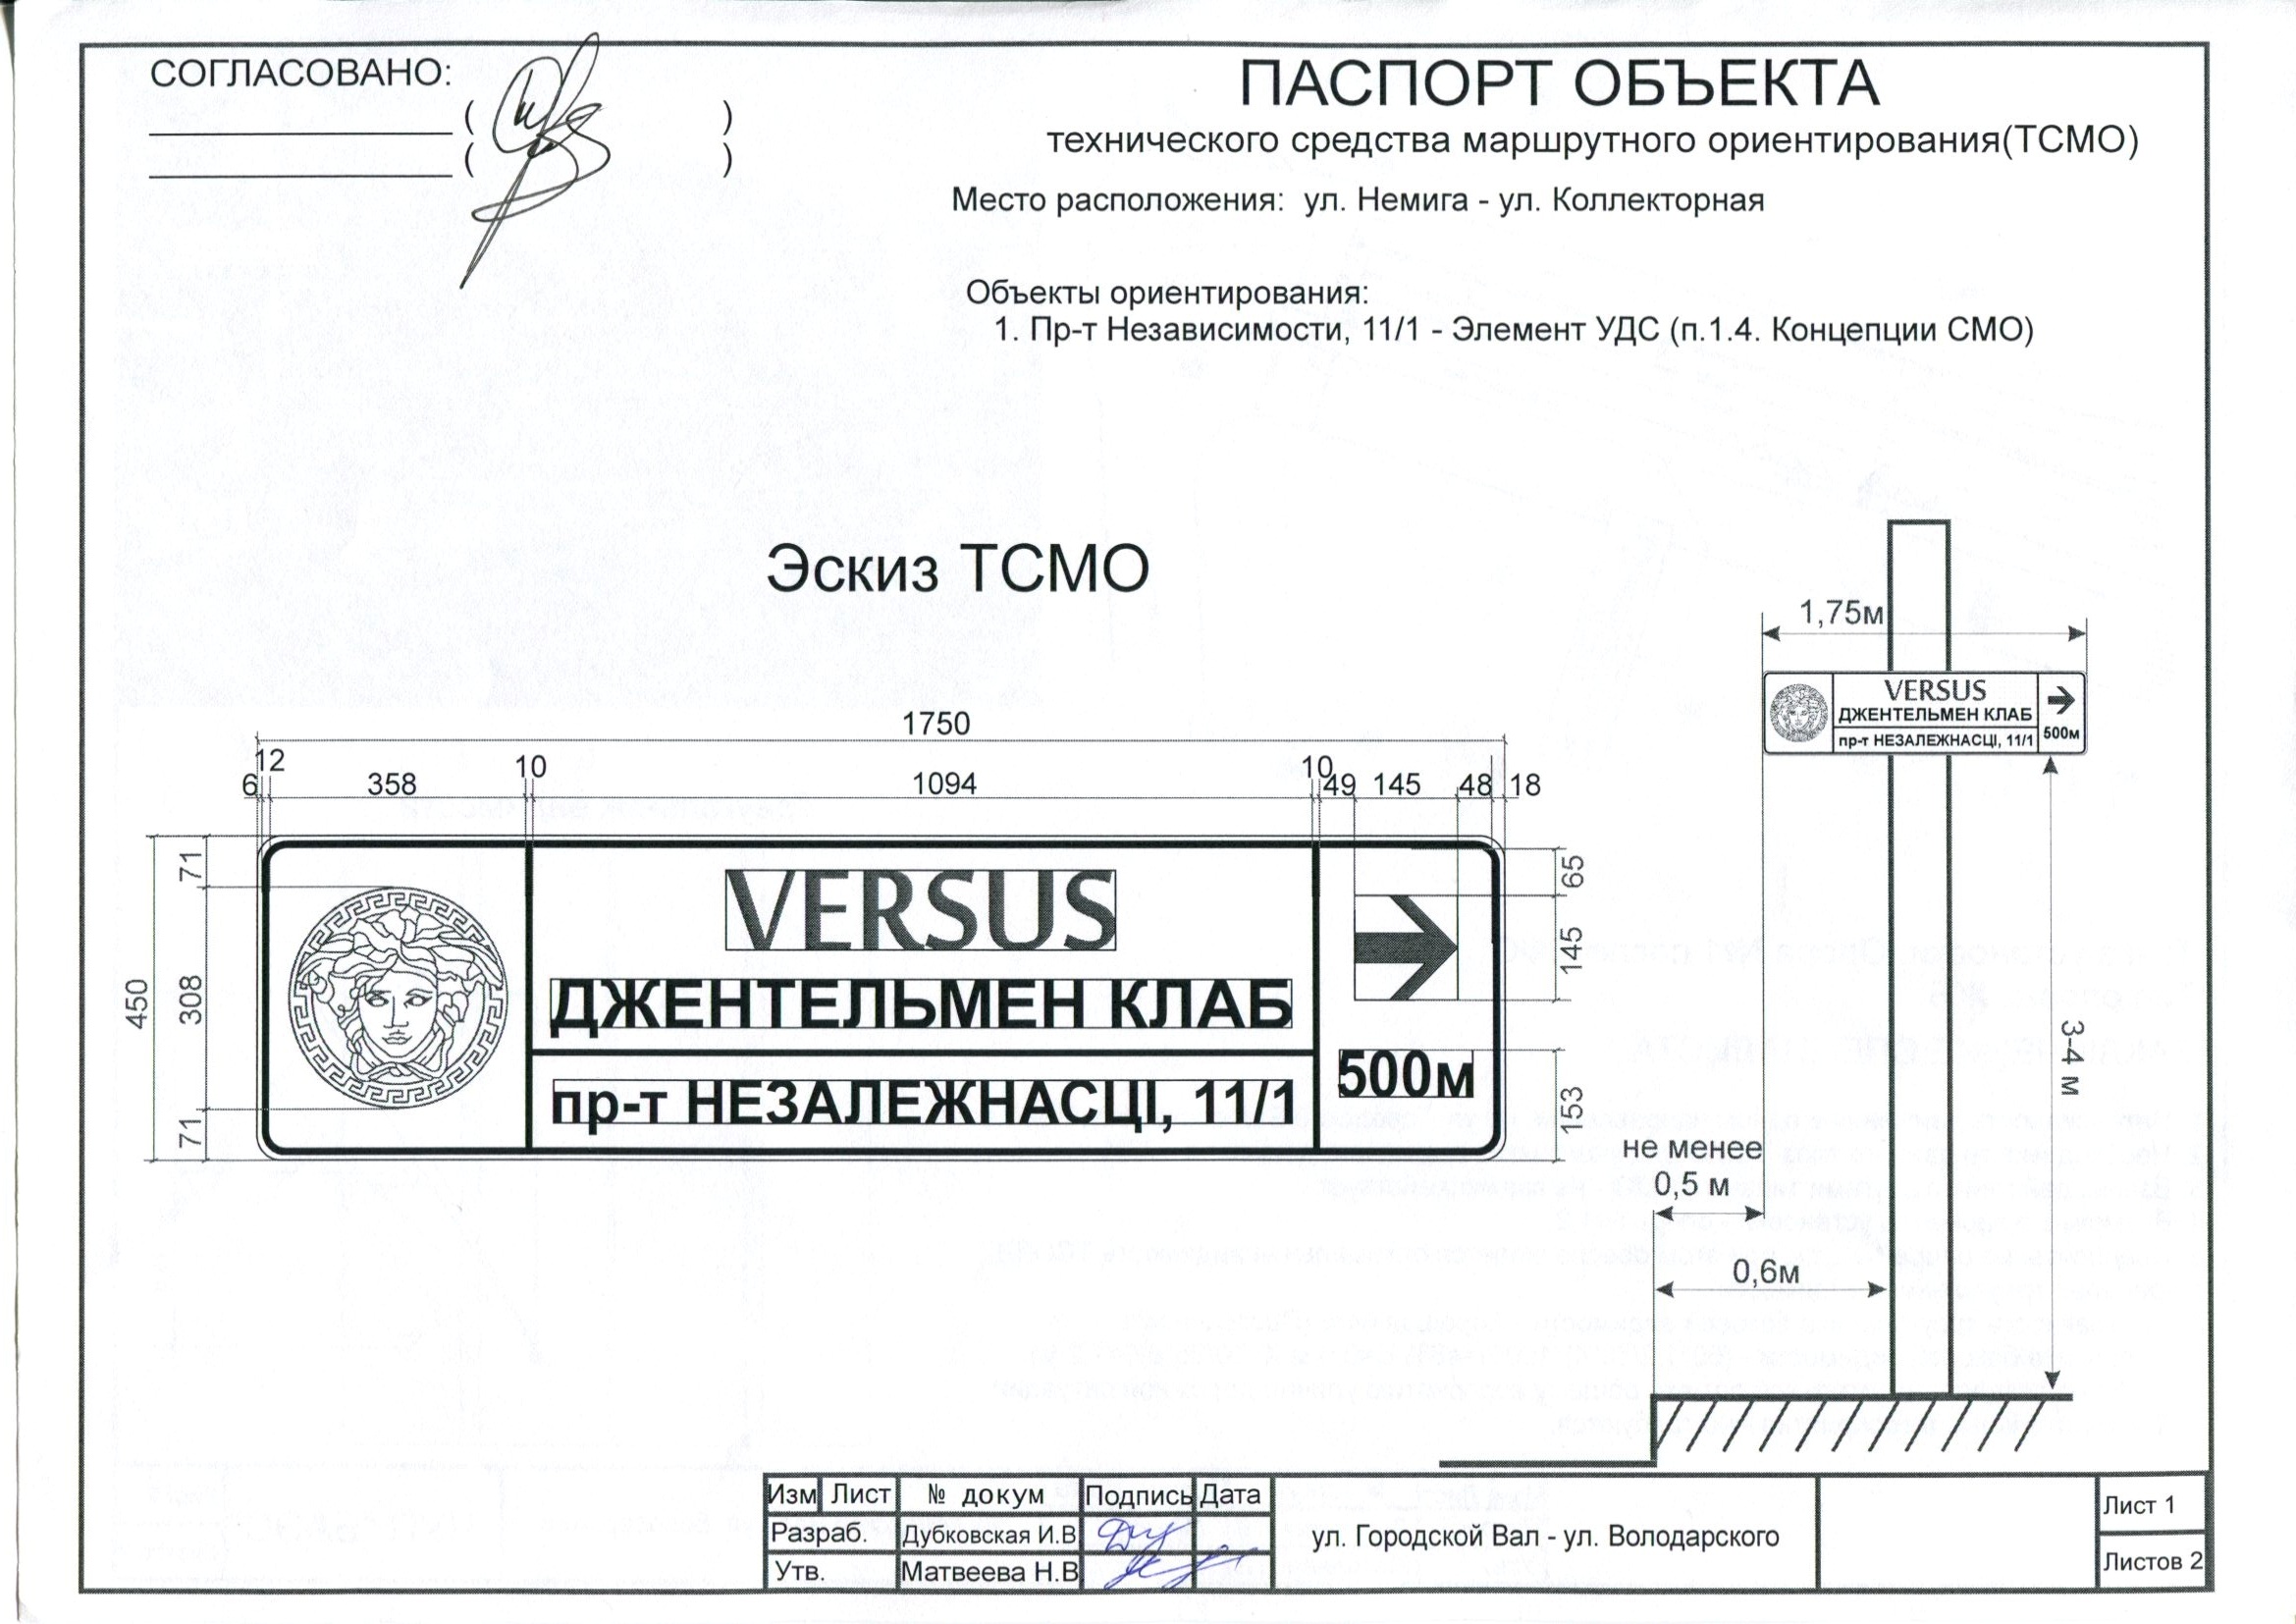 СОГЛАСОВАНО:
( )
( )
ПАСПОРТ ОБЪЕКТА
технического средства маршрутного ориентирования(ТСМО)
Место расположения: ул. Немига - ул. Коллекторная
Объекты ориентирования:
1. Пр-т Независимости, 11/1 - Элемент УДС (п.1.4. Концепции СМО)
Эскиз ТСМО
1750
12
10
10
6
358
1094
49
145
48
18
450
71
308
71
VERSUS
ДЖЕНТЕЛЬМЕН КЛАБ
пр-т НЕЗАЛЕЖНАСЦІ, 11/1
500м
65
145
153
1,75м
VERSUS
ДЖЕНТЕЛЬМЕН КЛАБ
пр-т НЕЗАЛЕЖНАСЦІ, 11/1
500м
3-4 м
не менее
0,5 м
0,6м
Изм Лист № докум Подпись Дата
Разраб. Дубковская И.В
Утв. Матвеева Н.В
ул. Городской Вал - ул. Володарского
Лист 1
Листов 2